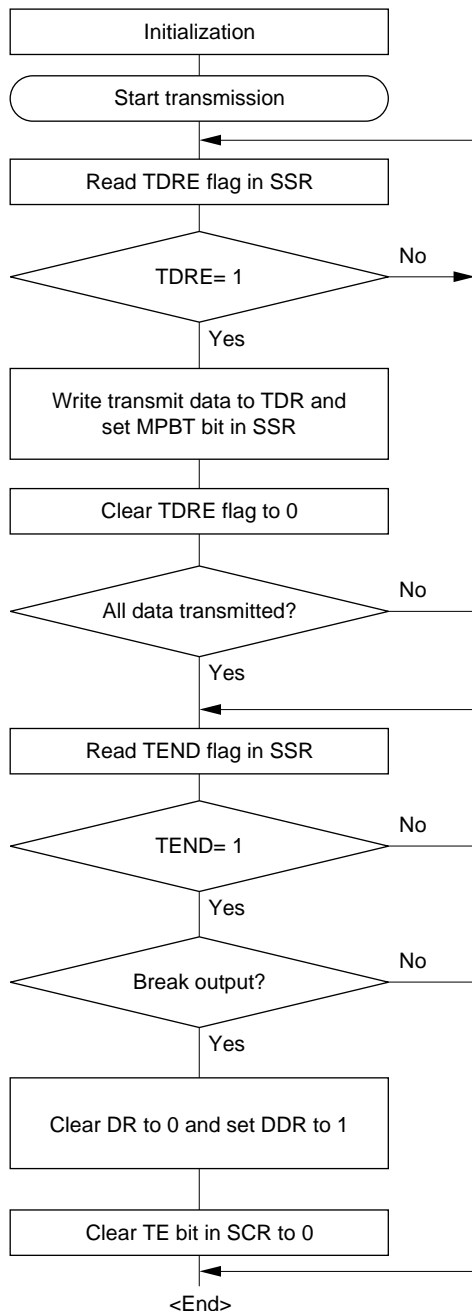 Initialization
Start transmission
Read TDRE flag in SSR
No
TDRE= 1
Yes
Write transmit data to TDR and
set MPBT bit in SSR
Clear TDRE flag to 0
No
All data transmitted?
Yes
Read TEND flag in SSR
No
TEND= 1
Yes
No
Break output?
Yes
Clear DR to 0 and set DDR to 1
Clear TE bit in SCR to 0
<End>